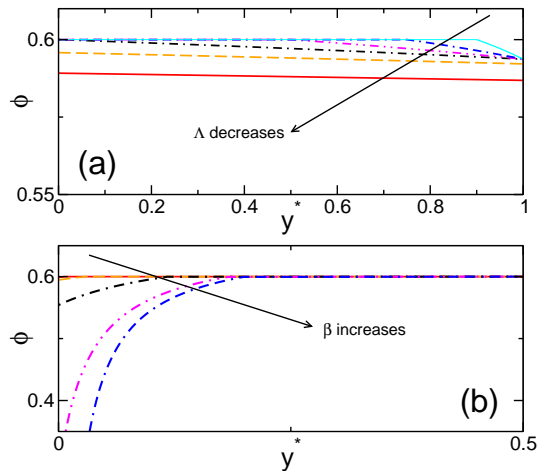 0.6
ϕ
Λ decreases
(a)
0.55
0 0.2 0.4 0.6 0.8 1
y*
0.6
ϕ
β increases
0.4
(b)
0 0.5
y*